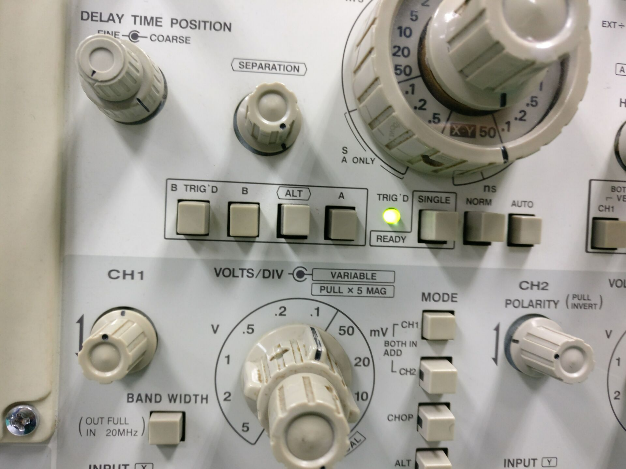 DELAY TIME POSITION
FINE COARSE
SEPARATION
5
10
20
50
.1
.2
.5
X-Y
50
.1
.2
.5
S
A ONLY
ns
EXT÷
B TRIG'D B ALT A TRIG'D SINGLE NORM AUTO
READY
CH1
CH1 VOLTS/DIV VARIABLE
PULL × 5 MAG
V .5 .2 .1 50 mV
1 20
2 10
5
MODE
CH1
BOTH IN
ADD
CH2
CHOP
ALT
CH2
POLARITY (PULL
INVERT)
V
1
2
BAND WIDTH
(OUT FULL
IN 20MHz)
INPUT X
INPUT Y